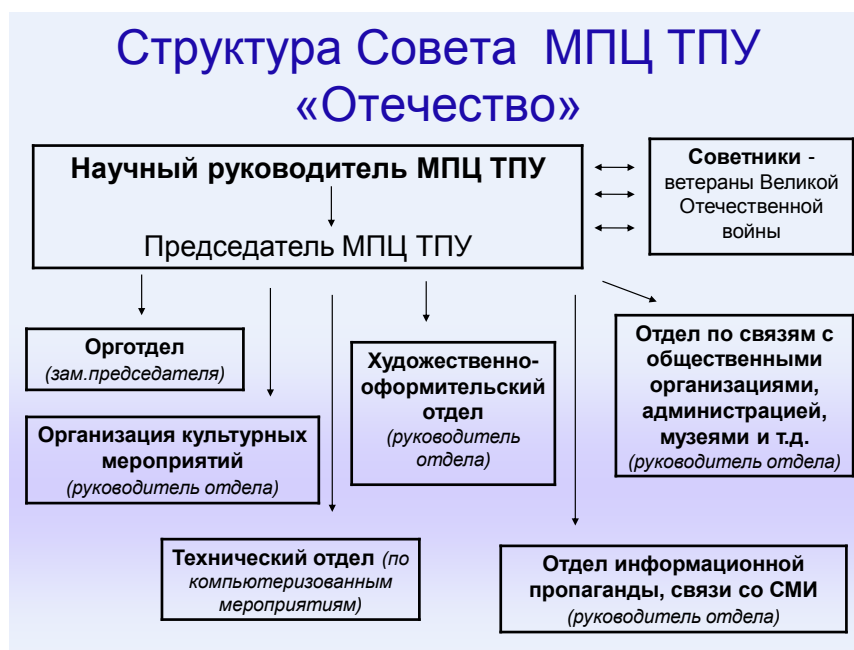 Структура Совета МПЦ ТПУ
«Отечество»
Научный руководитель МПЦ ТПУ
Председатель МПЦ ТПУ
Советники -
ветераны Великой
Отечественной
войны
Орготдел
(зам.председателя)
Организация культурных
мероприятий
(руководитель отдела)
Художественно-
оформительский
отдел
(руководитель
отдела)
Отдел по связям с
общественными
организациями,
администрацией,
музеями и т.д.
(руководитель отдела)
Технический отдел (по
компьютеризованным
мероприятиям)
Отдел информационной
пропаганды, связи со СМИ
(руководитель отдела)